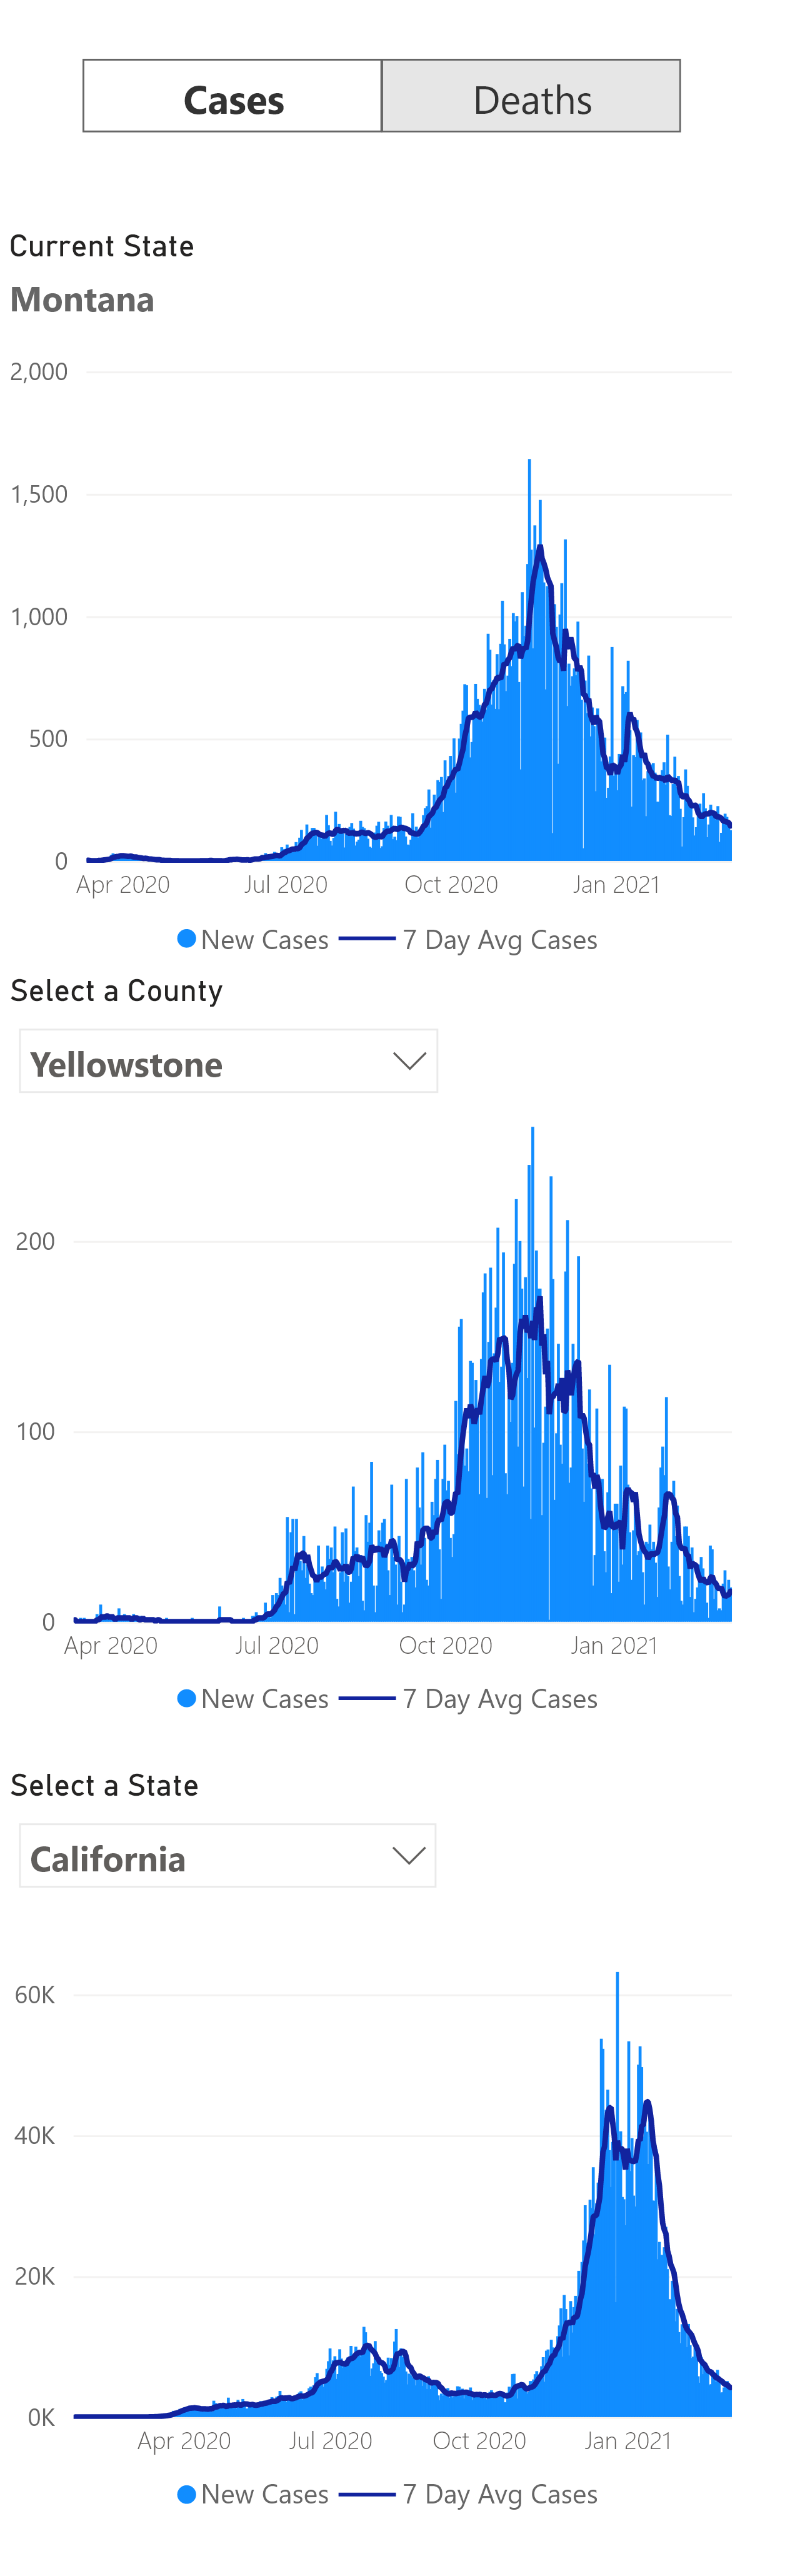 Cases Deaths
Current State
Montana
2,000
1,500
1,000
500
0
Apr 2020 Jul 2020 Oct 2020 Jan 2021
New Cases 7 Day Avg Cases
Select a County
Yellowstone
200
100
0
Apr 2020 Jul 2020 Oct 2020 Jan 2021
New Cases 7 Day Avg Cases
Select a State
California
60K
40K
20K
0K
Apr 2020 Jul 2020 Oct 2020 Jan 2021
New Cases 7 Day Avg Cases